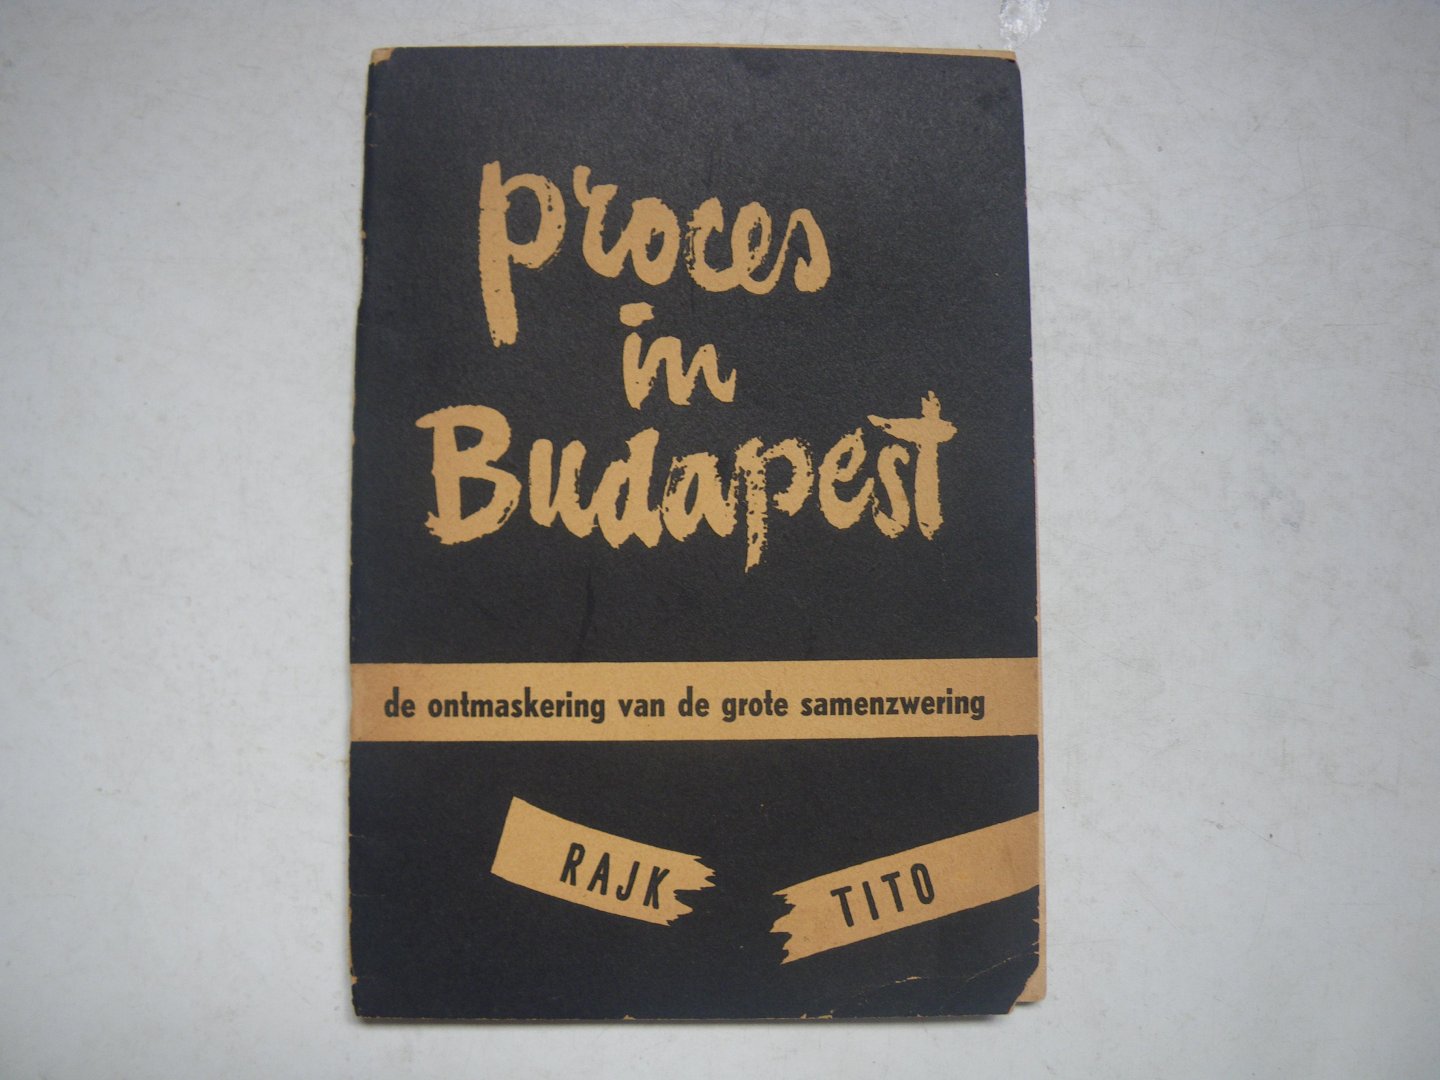 proces
in
Budapest
de ontmaskering van de grote samenzwering
RAJK
TITO